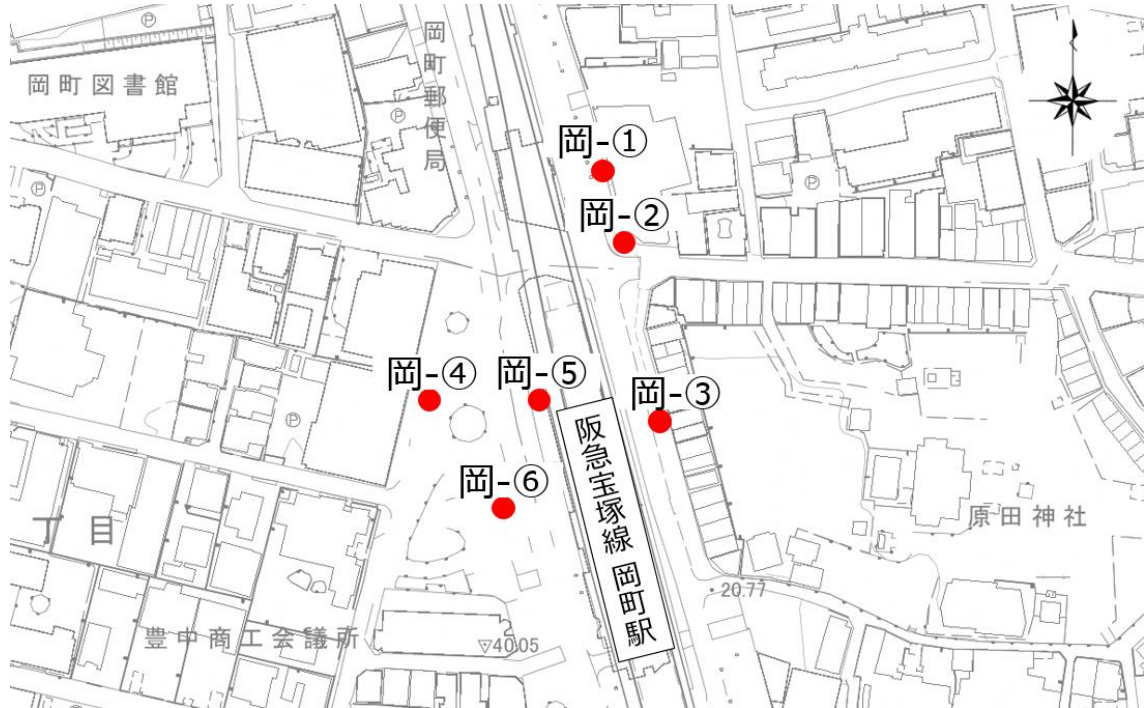 岡町図書館
岡町郵便局
Ⓟ
Ⓟ
Ⓟ
Ⓟ
Ⓟ
岡-①
岡-②
岡-③
岡-④
岡-⑤
岡-⑥
阪急宝塚線 岡町駅
原田神社
丁目
20.77
豊中商工会議所
▽40.05